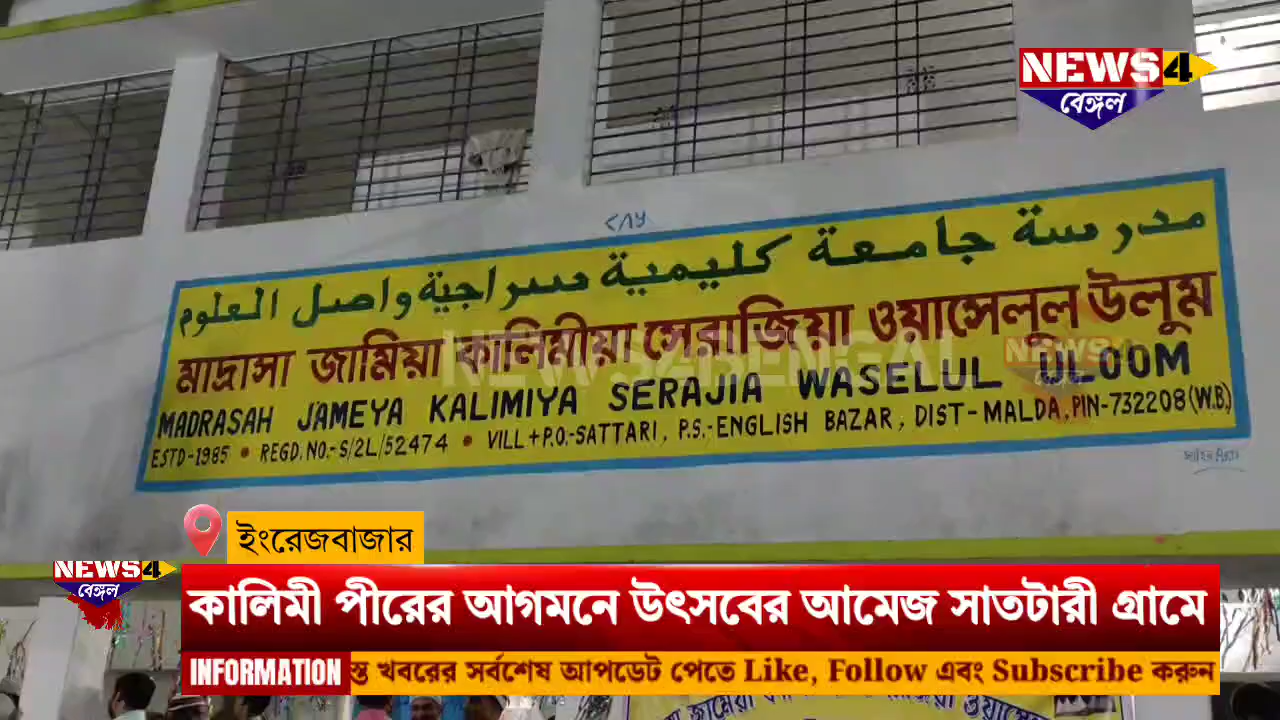 NEWS4
বেঙ্গল
৭৮৬
مدرسة جامعة كليمية سراجية واصل العلوم
মাদ্রাসা জামিয়া কালিমীয়া সেরাজিয়া ওয়াসেলুল উলুম
NEWS4BENGAL
MADRASAH JAMEYA KALIMIYA SERAJIA WASELUL ULOOM
ESTD-1985 • REGD. NO.-S/2L/52474 • VILL+P.O.-SATTARI, P.S.-ENGLISH BAZAR, DIST-MALDA, PIN-732208 (W.B.)
ইংরেজবাজার
NEWS4
বেঙ্গল
কালিমী পীরের আগমনে উৎসবের আমেজ সাতটারী গ্রামে
INFORMATION
স্ত খবরের সর্বশেষ আপডেট পেতে Like, Follow এবং Subscribe করুন